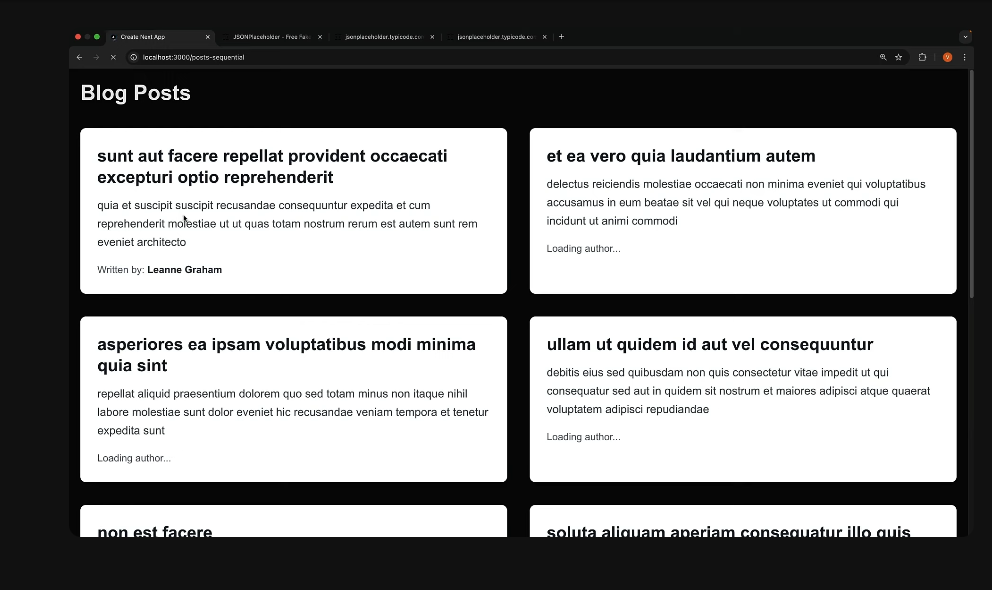 Create Next App
JSONPlaceholder - Free Fak
jsonplaceholder.typicode.co
jsonplaceholder.typicode.co
localhost:3000/posts-sequential
V
Blog Posts
sunt aut facere repellat provident occaecati
excepturi optio reprehenderit
quia et suscipit suscipit recusandae consequuntur expedita et cum
reprehenderit molestiae ut ut quas totam nostrum rerum est autem sunt rem
eveniet architecto
Written by: Leanne Graham
et ea vero quia laudantium autem
delectus reiciendis molestiae occaecati non minima eveniet qui voluptatibus
accusamus in eum beatae sit vel qui neque voluptates ut commodi qui
incidunt ut animi commodi
Loading author...
asperiores ea ipsam voluptatibus modi minima
quia sint
repellat aliquid praesentium dolorem quo sed totam minus non itaque nihil
labore molestiae sunt dolor eveniet hic recusandae veniam tempora et tenetur
expedita sunt
Loading author...
ullam ut quidem id aut vel consequuntur
debitis eius sed quibusdam non quis consectetur vitae impedit ut qui
consequatur sed aut in quidem sit nostrum et maiores adipisci atque quaerat
voluptatem adipisci repudiandae
Loading author...
non est facere
soluta aliquam aperiam consequatur illo quis